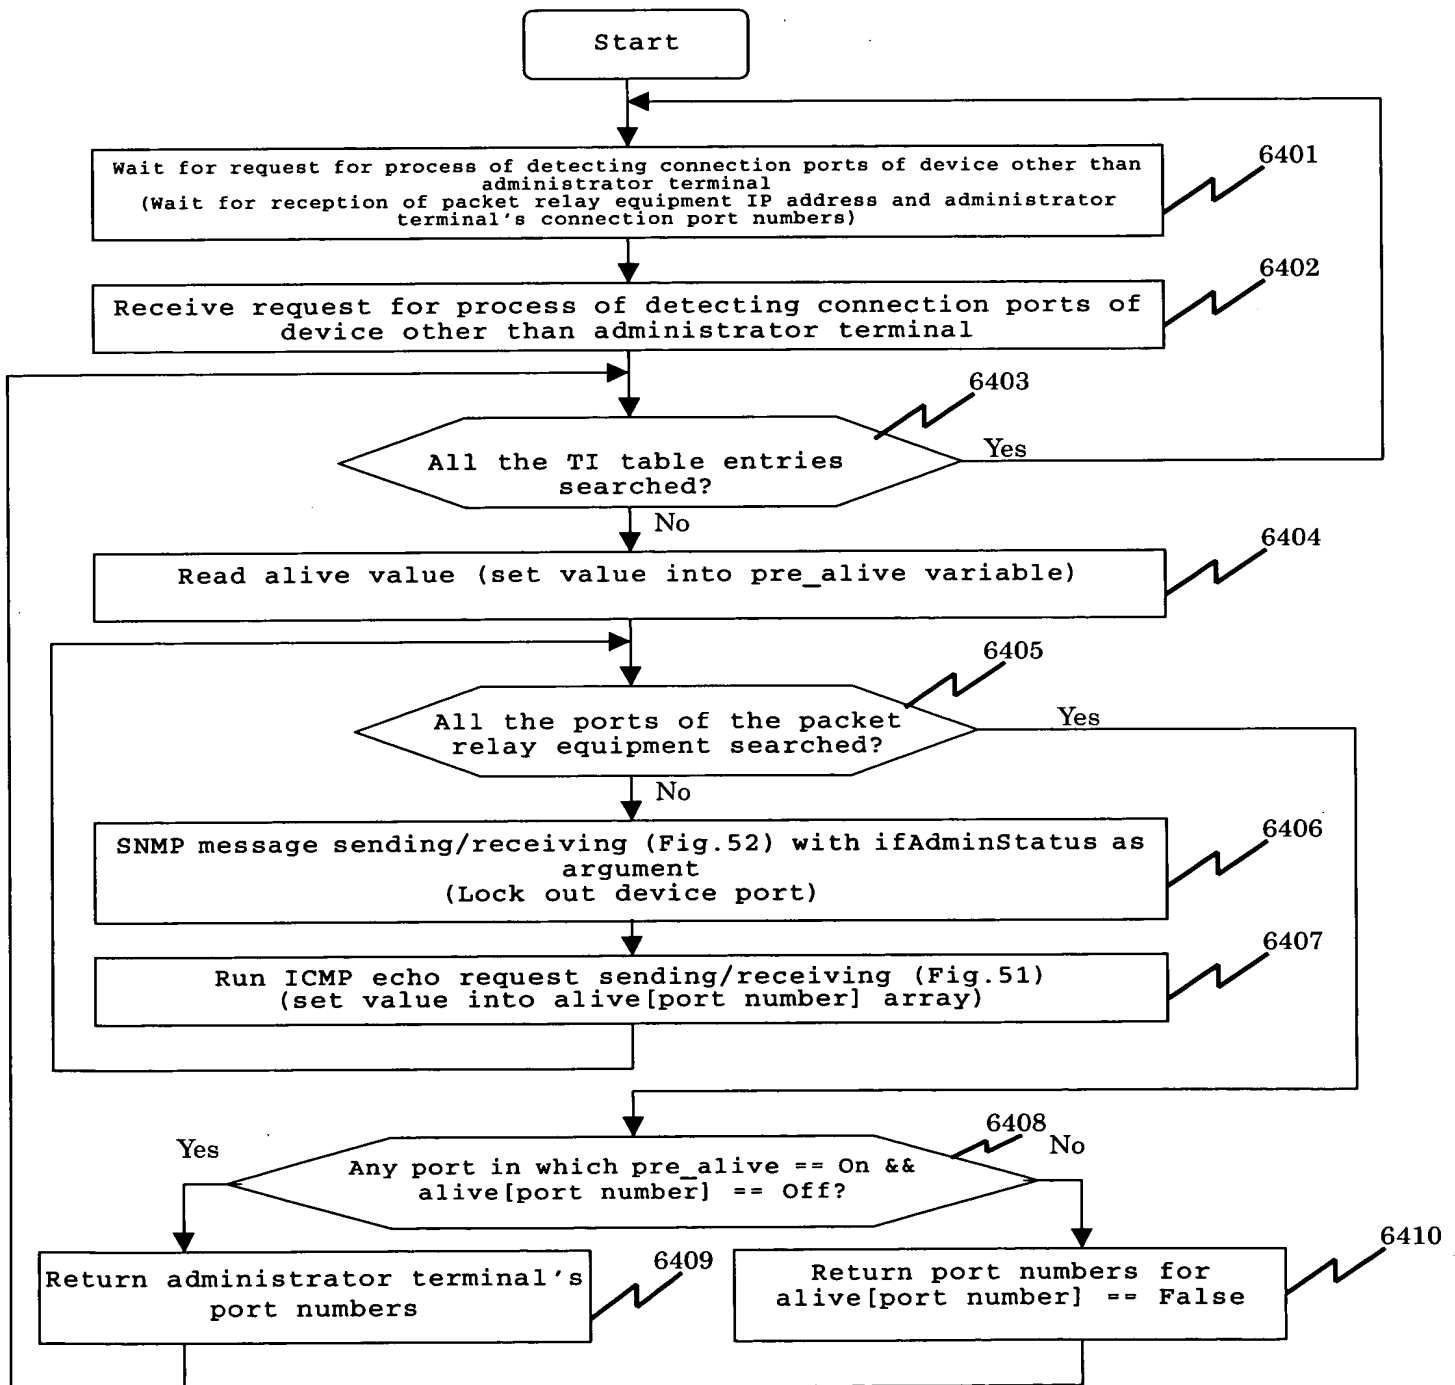 Start
Wait for request for process of detecting connection ports of device other than
administrator terminal
(Wait for reception of packet relay equipment IP address and administrator
terminal's connection port numbers)
6401
Receive request for process of detecting connection ports of
device other than administrator terminal
6402
6403
All the TI table entries
searched?
Yes
No
Read alive value (set value into pre_alive variable)
6404
6405
All the ports of the packet
relay equipment searched?
Yes
No
SNMP message sending/receiving (Fig.52) with ifAdminStatus as
argument
(Lock out device port)
6406
Run ICMP echo request sending/receiving (Fig.51)
(set value into alive[port number] array)
6407
6408
Yes
No
Any port in which pre_alive == On &&
alive[port number] == Off?
Return administrator terminal's
port numbers
6409
Return port numbers for
alive[port number] == False
6410